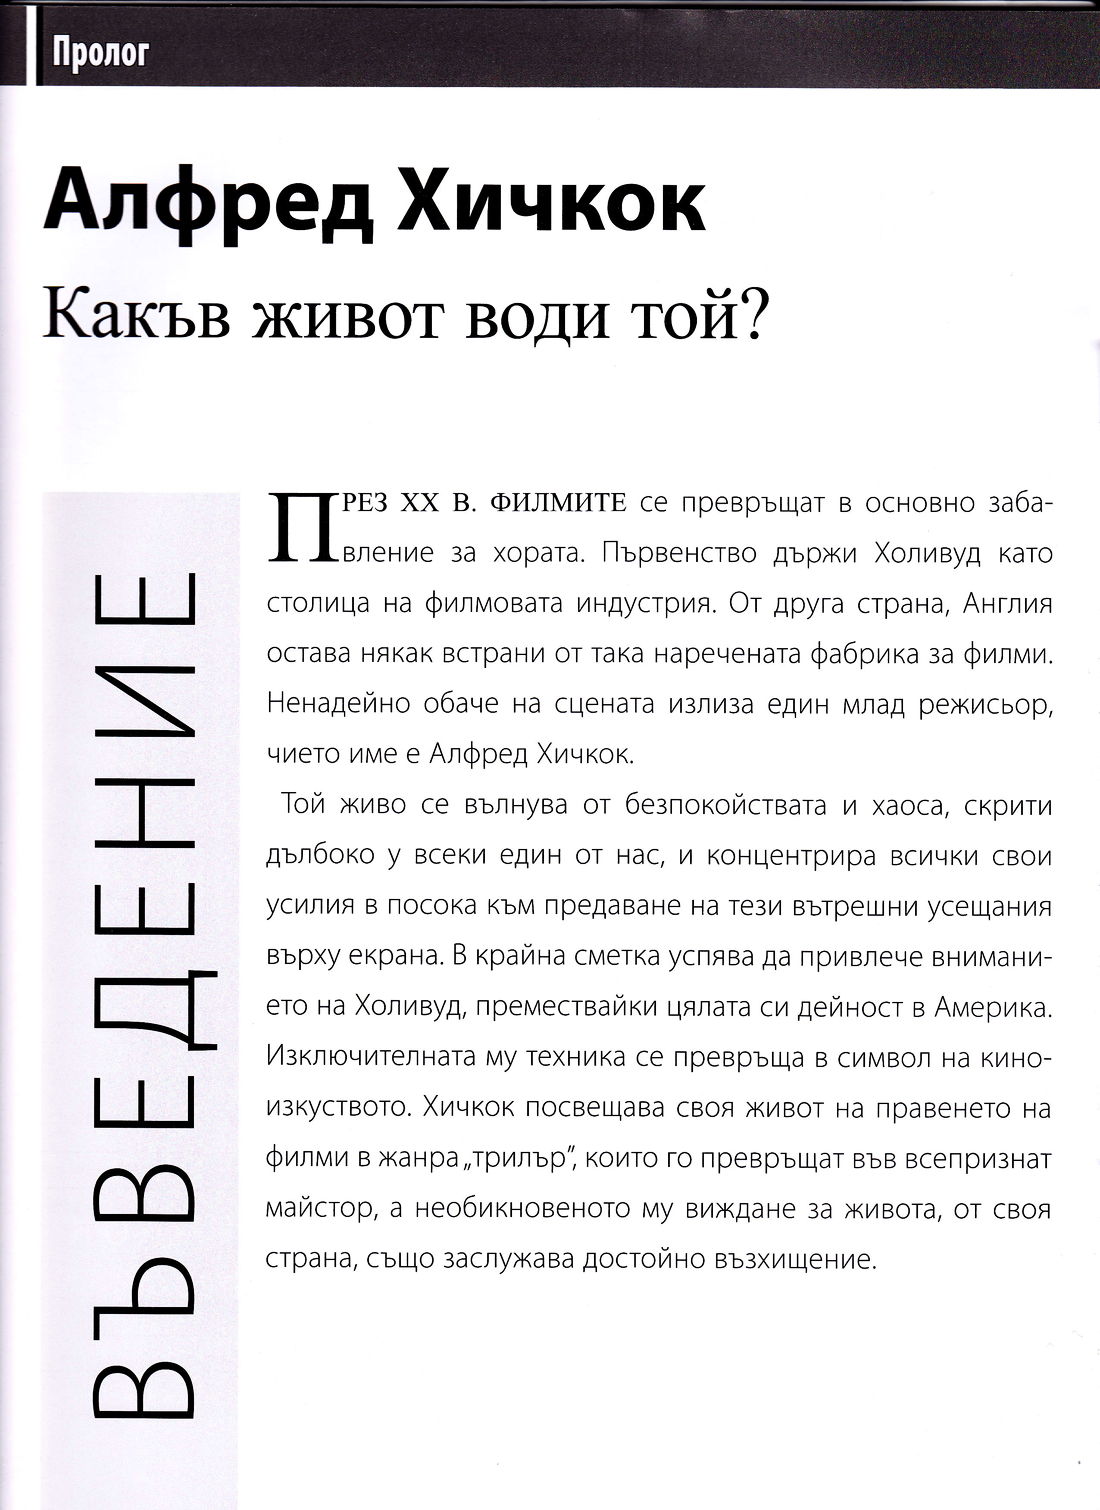 Пролог
Алфред Хичкок
Какъв живот води той?
ВЪВЕДЕНИЕ
ПРЕЗ XX В. ФИЛМИТЕ се превръщат в основно заба-
вление за хората. Първенство държи Холивуд като
столица на филмовата индустрия. От друга страна, Англия
остава някак встрани от така наречената фабрика за филми.
Ненадейно обаче на сцената излиза един млад режисьор,
чието име е Алфред Хичкок.
Той живо се вълнува от безпокойствата и хаоса, скрити
дълбоко у всеки един от нас, и концентрира всички свои
усилия в посока към предаване на тези вътрешни усещания
върху екрана. В крайна сметка успява да привлече внимани-
ето на Холивуд, премествайки цялата си дейност в Америка.
Изключителната му техника се превръща в символ на кино-
изкуството. Хичкок посвещава своя живот на правенето на
филми в жанра „трилър”, които го превръщат във всепризнат
майстор, а необикновеното му виждане за живота, от своя
страна, също заслужава достойно възхищение.